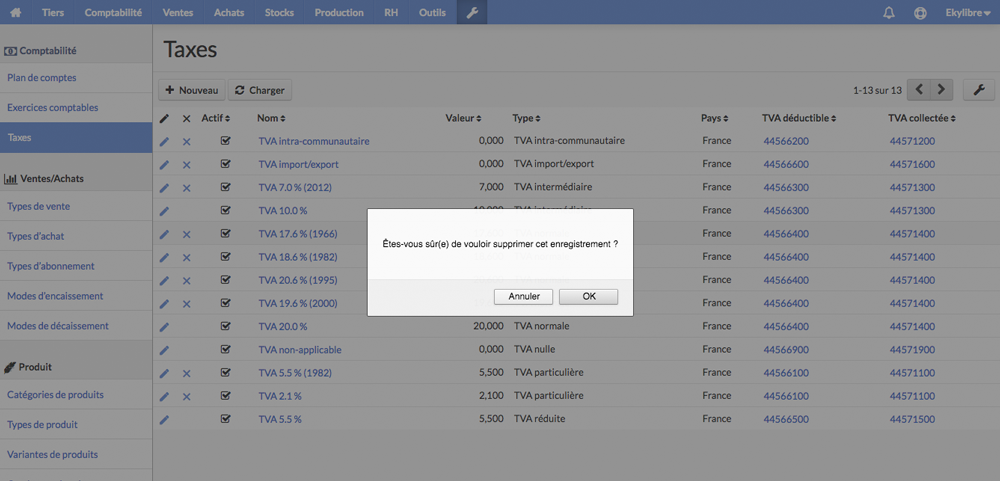 Tiers Comptabilité Ventes Achats Stocks Production RH Outils Ekylibre
Comptabilité
Plan de comptes
Exercices comptables
Taxes
Ventes/Achats
Types de vente
Types d'achat
Types d'abonnement
Modes d'encaissement
Modes de décaissement
Produit
Catégories de produits
Types de produit
Variantes de produits
Taxes
Nouveau Charger 1-13 sur 13
Actif Nom Valeur Type Pays TVA déductible TVA collectée
TVA intra-communautaire 0,000 TVA intra-communautaire France 44566200 44571200
TVA import/export 0,000 TVA import/export France 44566600 44571600
TVA 7.0 % (2012) 7,000 TVA intermédiaire France 44566300 44571300
TVA 10.0 % France 44566300 44571300
TVA 17.6 % (1966) France 44566400 44571400
TVA 18.6 % (1982) France 44566400 44571400
TVA 20.6 % (1995) France 44566400 44571400
TVA 19.6 % (2000) France 44566400 44571400
TVA 20.0 % 20,000 TVA normale France 44566400 44571400
TVA non-applicable 0,000 TVA nulle France 44566900 44571900
TVA 5.5 % (1982) 5,500 TVA particulière France 44566100 44571100
TVA 2.1 % 2,100 TVA particulière France 44566100 44571100
TVA 5.5 % 5,500 TVA réduite France 44566500 44571500
Êtes-vous sûr(e) de vouloir supprimer cet enregistrement ?
Annuler OK